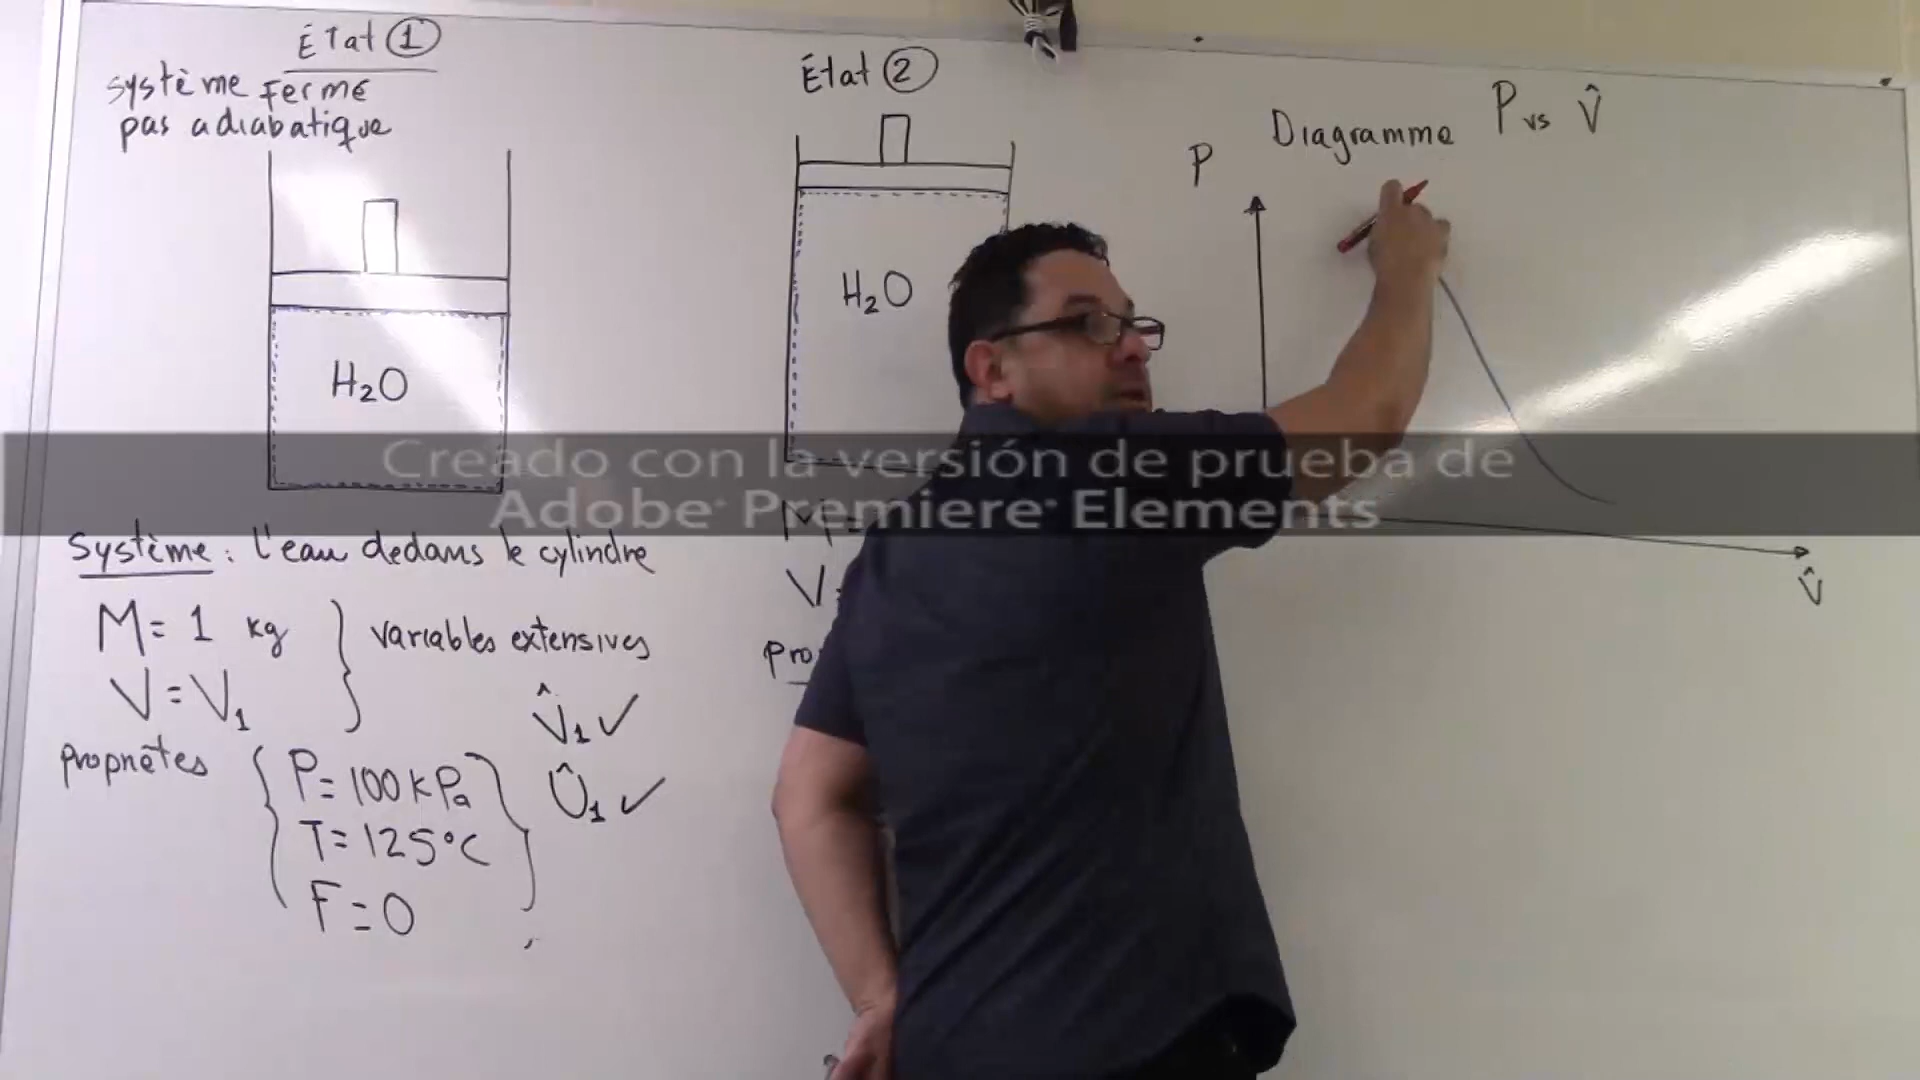 État ①
système fermé
pas adiabatique
H₂O
Système : l'eau dedans le cylindre
M = 1 kg
V = V₁
variables extensives
propriétes
P = 100 kPa
T = 125°C
F = 0
V̂₁ ✓
Û₁ ✓
État ②
H₂O
V
Diagramme P vs V̂
P
V̂
Creado con la versión de prueba de
Adobe Premiere Elements